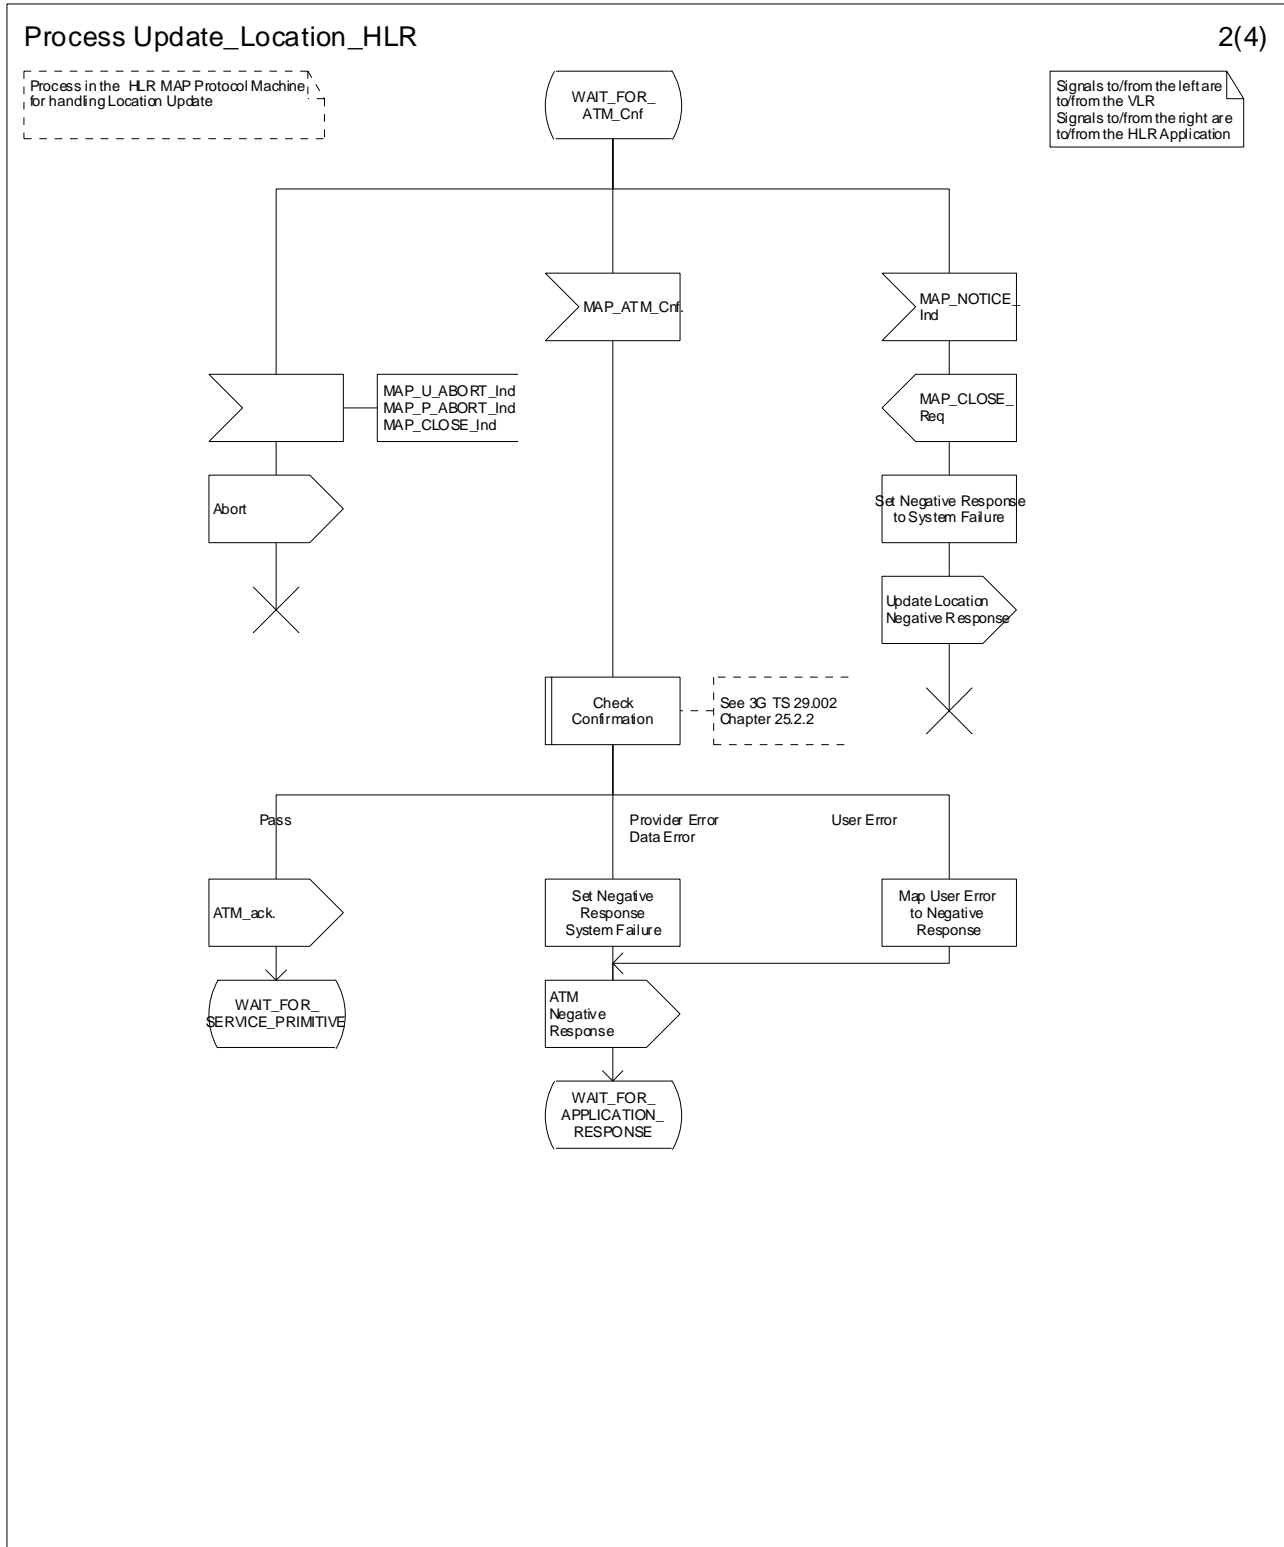 Process Update_Location_HLR
2(4)
Process in the HLR MAP Protocol Machine
for handling Location Update
WAIT_FOR_
ATM_Cnf
Signals to/from the left are
to/from the VLR
Signals to/from the right are
to/from the HLR Application
MAP_ATM_Cnf.
MAP_NOTICE_
Ind
MAP_U_ABORT_Ind
MAP_P_ABORT_Ind
MAP_CLOSE_Ind
MAP_CLOSE_
Req
Abort
Set Negative Response
to System Failure
Update Location
Negative Response
Check
Confirmation
See 3G TS 29.002
Chapter 25.2.2
Pass
Provider Error
Data Error
User Error
ATM_ack.
Set Negative
Response
System Failure
Map User Error
to Negative
Response
WAIT_FOR_
SERVICE_PRIMITIVE
ATM
Negative
Response
WAIT_FOR_
APPLICATION_
RESPONSE